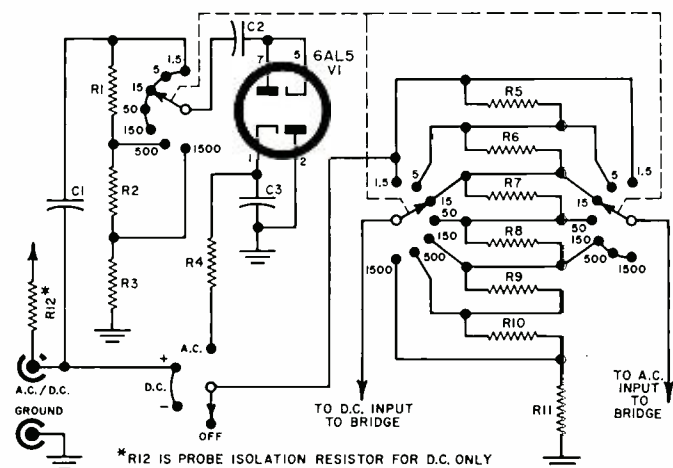 C2
6AL5
V1
7
5
1
2
1.5
5
15
50
150
500
1500
R1
R2
R3
C1
C3
R4
R12*
A.C.
+
D.C.
-
OFF
A.C./D.C.
GROUND
R5
R6
R7
R8
R9
R10
R11
1.5
5
15
50
150
500
1500
5
1.5
15
50
150
500
1500
TO D.C. INPUT
TO BRIDGE
TO A.C.
INPUT
TO
BRIDGE
*R12 IS PROBE ISOLATION RESISTOR FOR D.C. ONLY